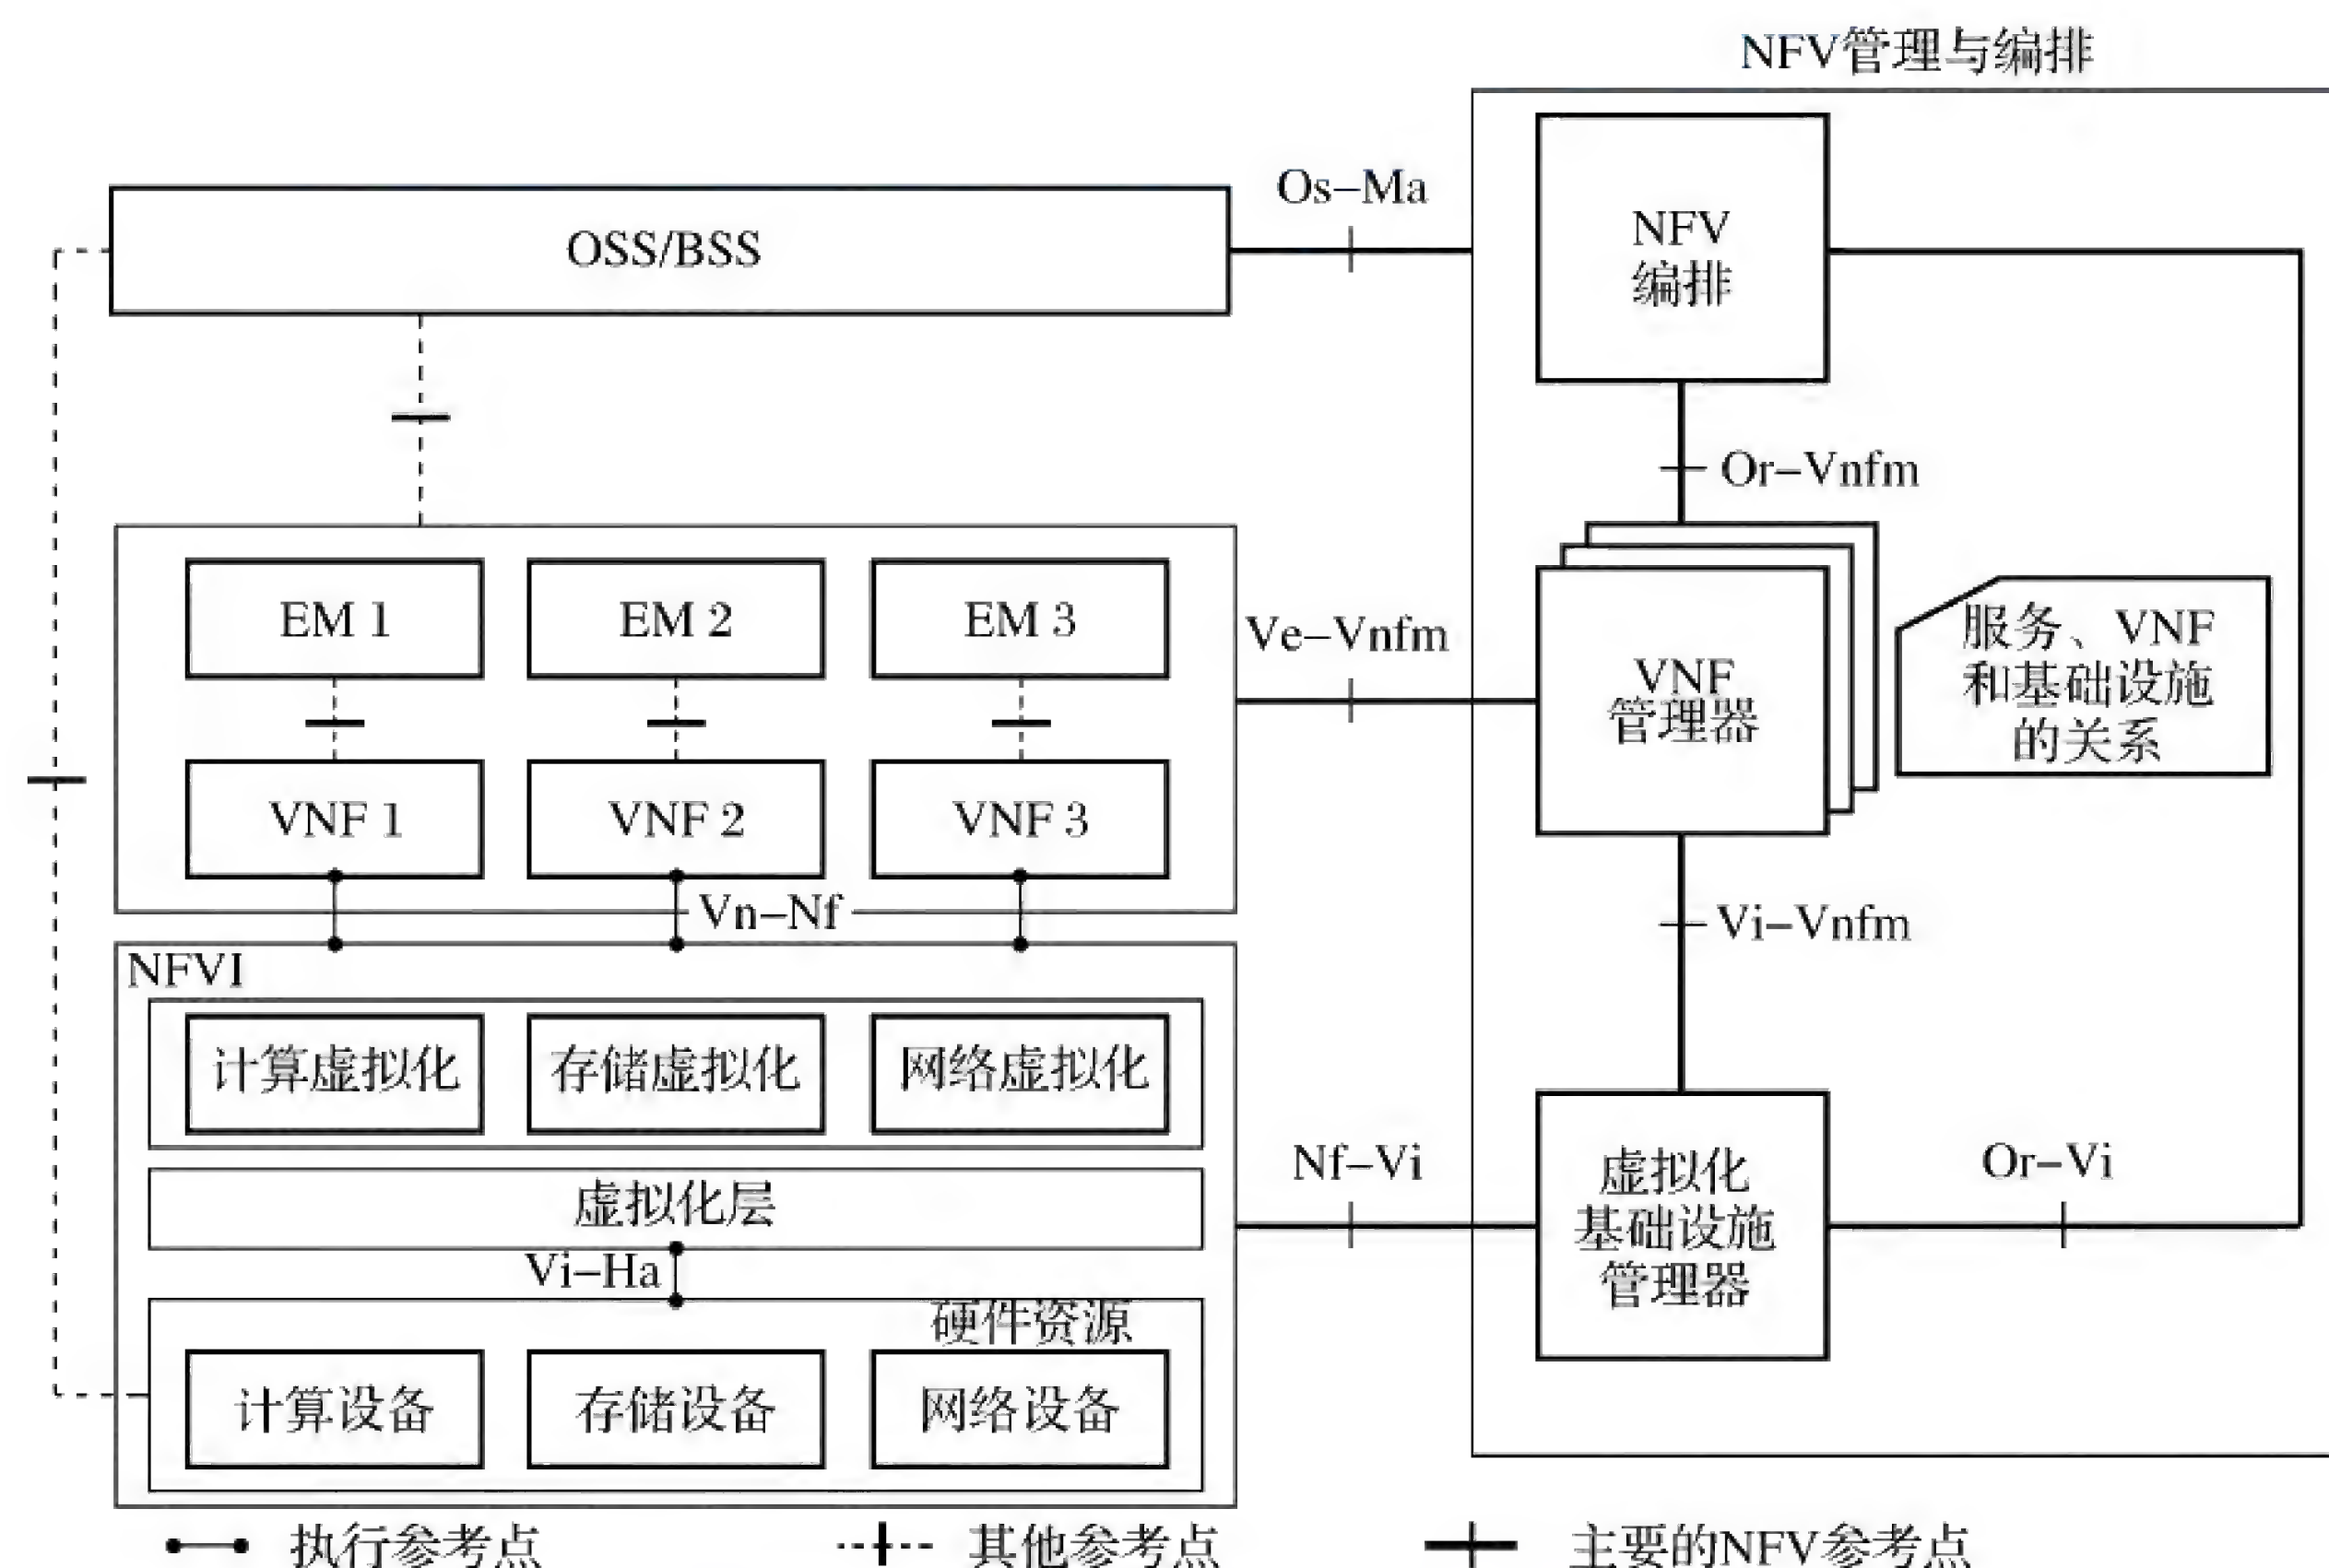 NFV管理与编排
Os–Ma
OSS/BSS
NFV
编排
Or–Vnfm
EM 1
EM 2
EM 3
Ve–Vnfm
服务、VNF
和基础设施
的关系
VNF
管理器
VNF 1
VNF 2
VNF 3
Vn–Nf
Vi–Vnfm
NFVI
计算虚拟化
存储虚拟化
网络虚拟化
Nf–Vi
Or–Vi
虚拟化
基础设施
管理器
虚拟化层
Vi–Ha
硬件资源
计算设备
存储设备
网络设备
执行参考点
其他参考点
主要的NFV参考点